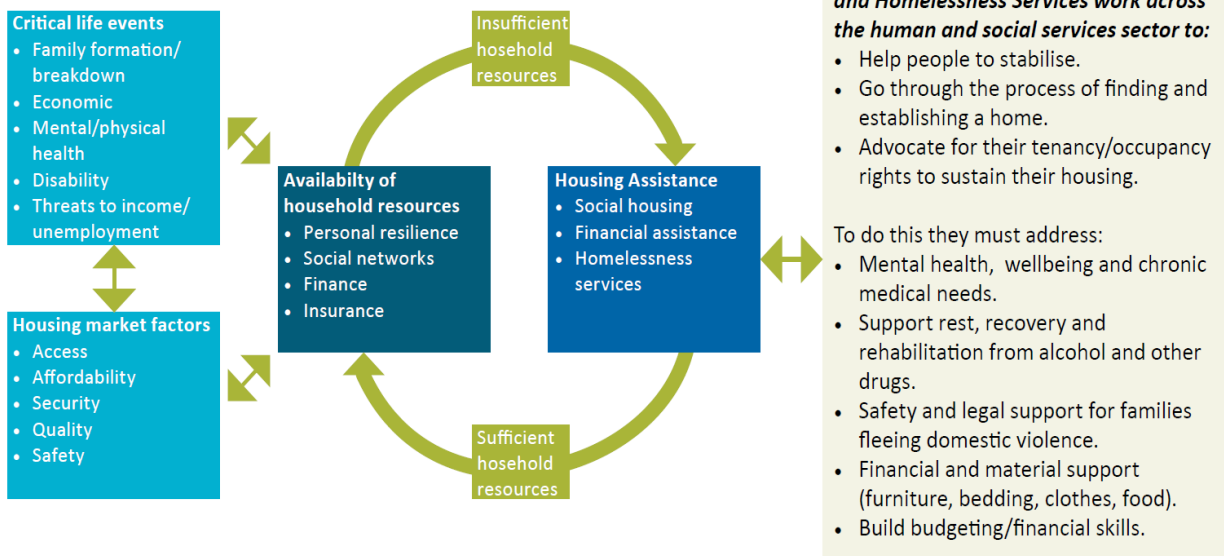 Critical life events
• Family formation/
breakdown
• Economic
• Mental/physical
health
• Disability
• Threats to income/
unemployment
Housing market factors
• Access
• Affordability
• Security
• Quality
• Safety
Insufficient
hosehold
resources
Availabilty of
household resources
• Personal resilience
• Social networks
• Finance
• Insurance
Housing Assistance
• Social housing
• Financial assistance
• Homelessness
services
Sufficient
hosehold
resources
and Homelessness Services work across
the human and social services sector to:
• Help people to stabilise.
• Go through the process of finding and
establishing a home.
• Advocate for their tenancy/occupancy
rights to sustain their housing.
To do this they must address:
• Mental health,  wellbeing and chronic
medical needs.
• Support rest, recovery and
rehabilitation from alcohol and other
drugs.
• Safety and legal support for families
fleeing domestic violence.
• Financial and material support
(furniture, bedding, clothes, food).
• Build budgeting/financial skills.